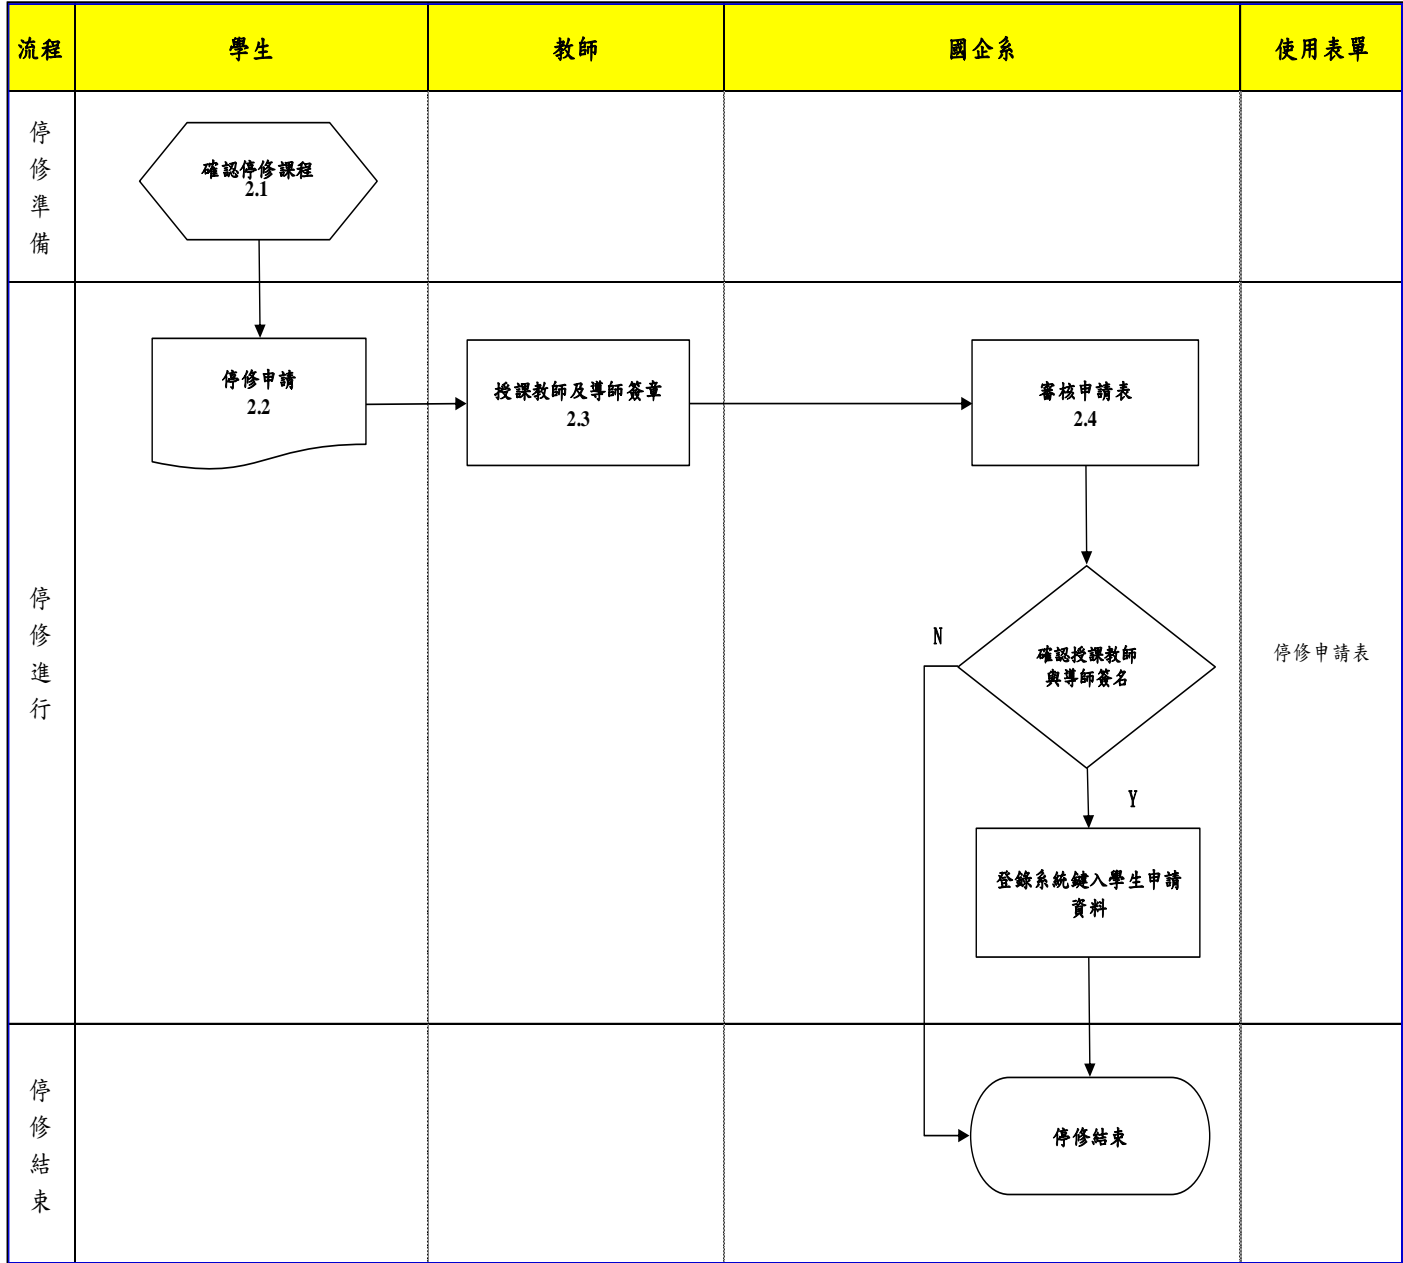 流程 學生 教師 國企系 使用表單
停修準備
確認停修課程
2.1
停修進行
停修申請
2.2
授課教師及導師簽章
2.3
審核申請表
2.4
N
確認授課教師
與導師簽名
停修申請表
Y
登錄系統鍵入學生申請
資料
停修結束
停修結束